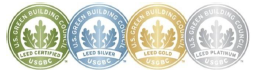 U.S. GREEN BUILDING COUNCIL
LEED CERTIFIED
USGBC
U.S. GREEN BUILDING COUNCIL
LEED SILVER
USGBC
U.S. GREEN BUILDING COUNCIL
LEED GOLD
USGBC
U.S. GREEN BUILDING COUNCIL
LEED PLATINUM
USGBC